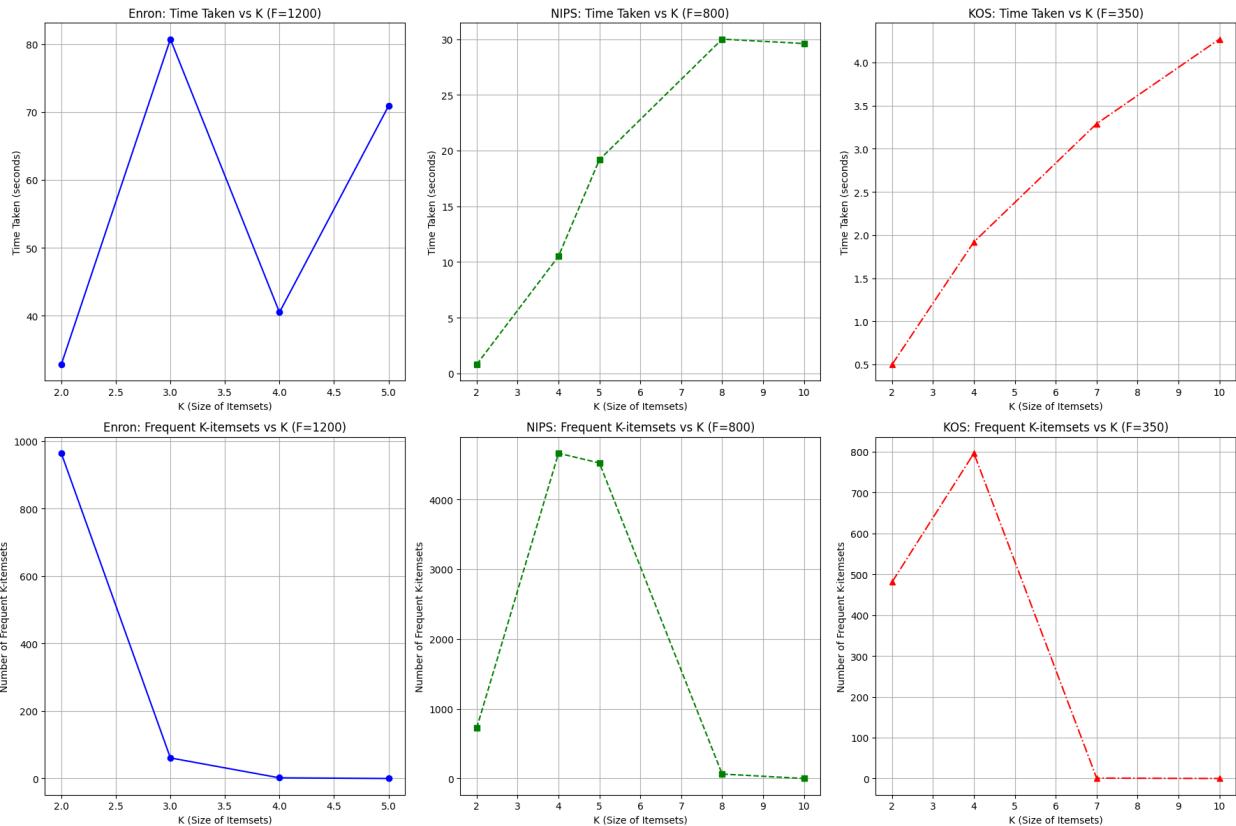 Enron: Time Taken vs K (F=1200)
Time Taken (seconds)
80
70
60
50
40
2.0 2.5 3.0 3.5 4.0 4.5 5.0
K (Size of Itemsets)
NIPS: Time Taken vs K (F=800)
Time Taken (seconds)
30
25
20
15
10
5
0
2 3 4 5 6 7 8 9 10
K (Size of Itemsets)
KOS: Time Taken vs K (F=350)
Time Taken (seconds)
4.0
3.5
3.0
2.5
2.0
1.5
1.0
0.5
2 3 4 5 6 7 8 9 10
K (Size of Itemsets)
Enron: Frequent K-itemsets vs K (F=1200)
Number of Frequent K-itemsets
1000
800
600
400
200
0
2.0 2.5 3.0 3.5 4.0 4.5 5.0
K (Size of Itemsets)
NIPS: Frequent K-itemsets vs K (F=800)
Number of Frequent K-itemsets
4000
3000
2000
1000
0
2 3 4 5 6 7 8 9 10
K (Size of Itemsets)
KOS: Frequent K-itemsets vs K (F=350)
Number of Frequent K-itemsets
800
700
600
500
400
300
200
100
0
2 3 4 5 6 7 8 9 10
K (Size of Itemsets)